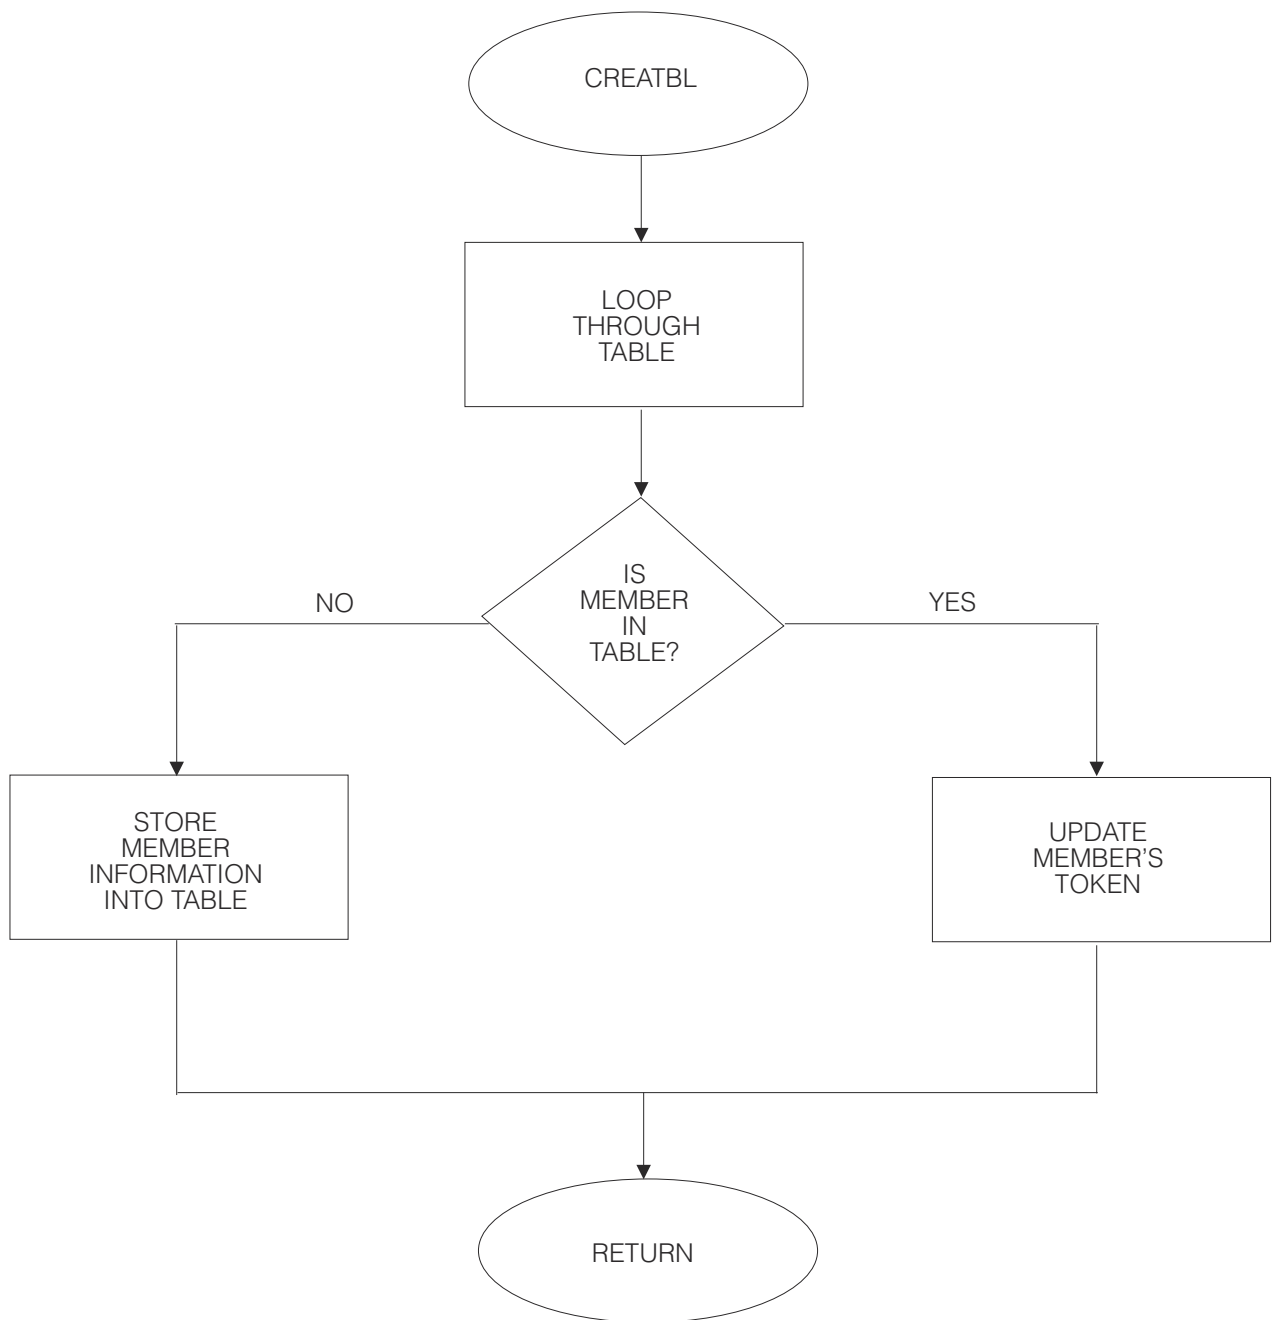 CREATBL
LOOP
THROUGH
TABLE
IS
MEMBER
IN
TABLE?
NO
YES
STORE
MEMBER
INFORMATION
INTO TABLE
UPDATE
MEMBER'S
TOKEN
RETURN